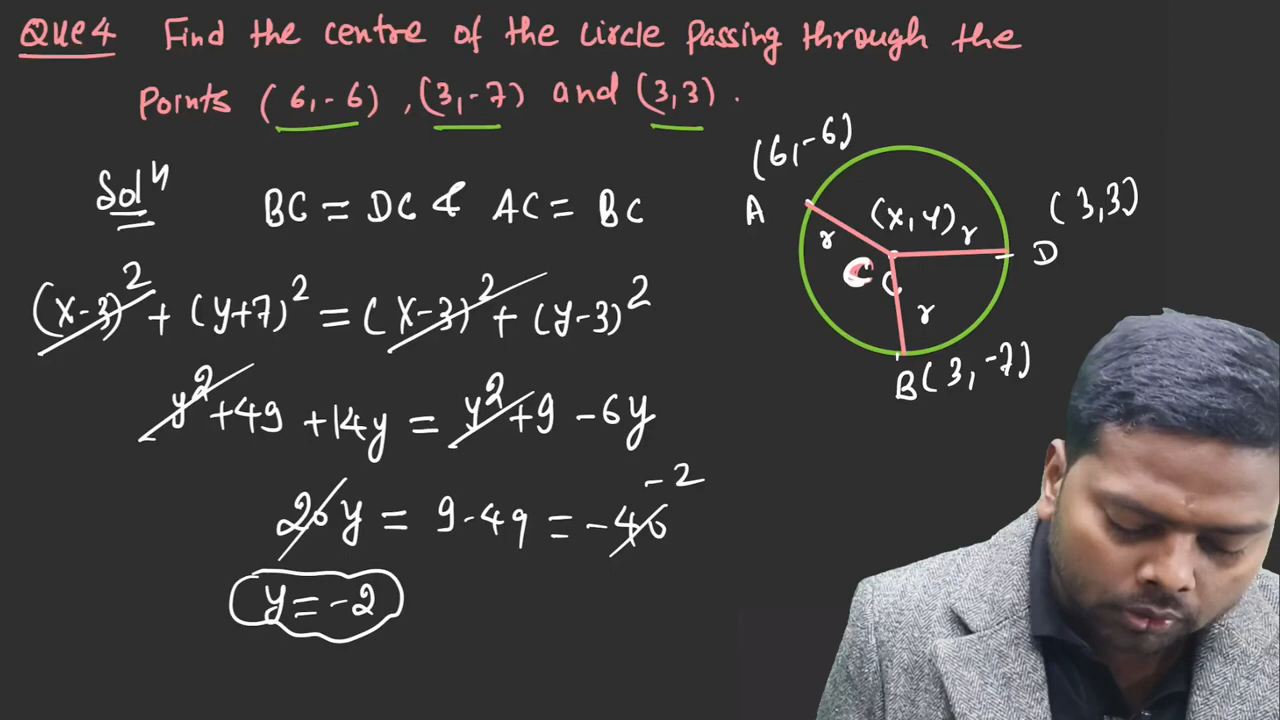 Que4 Find the centre of the circle Passing through the
Points (6,-6), (3,-7) and (3,3).
Solⁿ BC = DC & AC = BC
(x-3)² + (y+7)² = (x-3)² + (y-3)²
y² + 49 + 14y = y² + 9 - 6y
20y = 9-49 = -40 -2
y = -2
(6,-6)
A
(x,y)
r
r
(3,3)
D
C
C
r
B(3,-7)